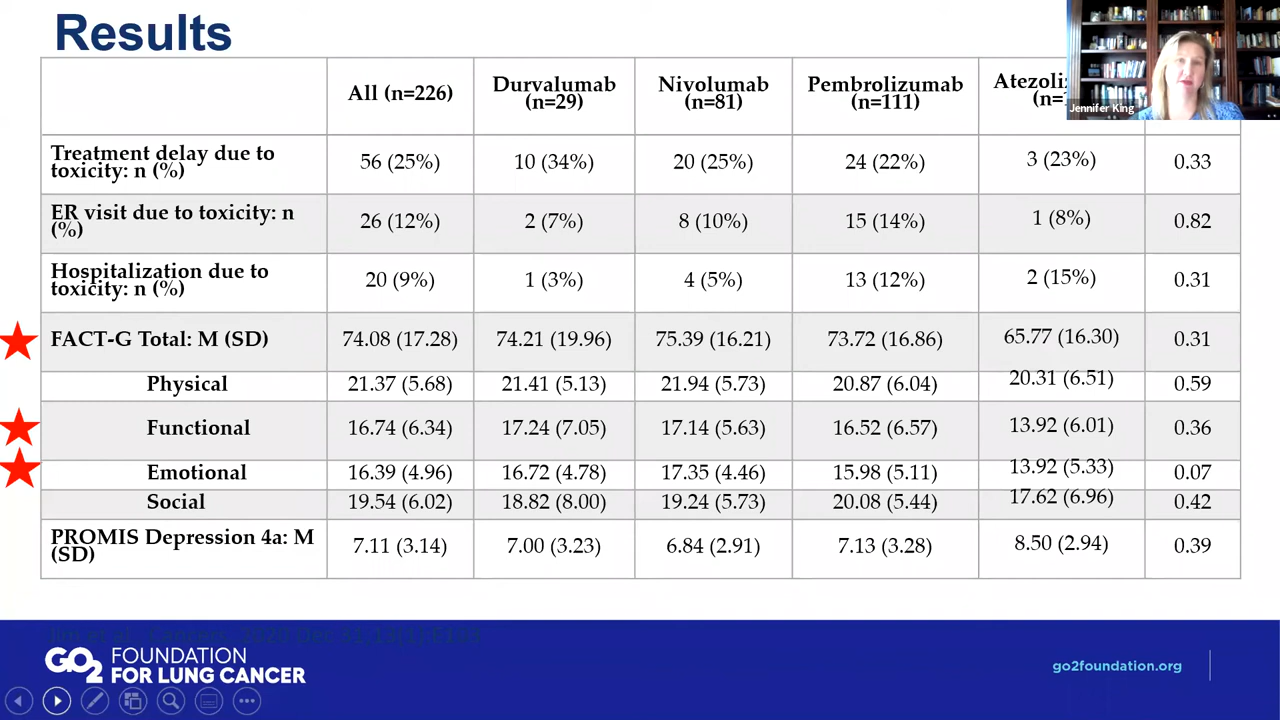 Results
All (n=226)
Durvalumab
(n=29)
Nivolumab
(n=81)
Pembrolizumab
(n=111)
Jennifer King
Treatment delay due to
toxicity: n (%)
56 (25%)
10 (34%)
20 (25%)
24 (22%)
3 (23%)
0.33
ER visit due to toxicity: n
(%)
26 (12%)
2 (7%)
8 (10%)
15 (14%)
1 (8%)
0.82
Hospitalization due to
toxicity: n (%)
20 (9%)
1 (3%)
4 (5%)
13 (12%)
2 (15%)
0.31
FACT-G Total: M (SD)
74.08 (17.28)
74.21 (19.96)
75.39 (16.21)
73.72 (16.86)
65.77 (16.30)
0.31
Physical
21.37 (5.68)
21.41 (5.13)
21.94 (5.73)
20.87 (6.04)
20.31 (6.51)
0.59
Functional
16.74 (6.34)
17.24 (7.05)
17.14 (5.63)
16.52 (6.57)
13.92 (6.01)
0.36
Emotional
16.39 (4.96)
16.72 (4.78)
17.35 (4.46)
15.98 (5.11)
13.92 (5.33)
0.07
Social
19.54 (6.02)
18.82 (8.00)
19.24 (5.73)
20.08 (5.44)
17.62 (6.96)
0.42
PROMIS Depression 4a: M
(SD)
7.11 (3.14)
7.00 (3.23)
6.84 (2.91)
7.13 (3.28)
8.50 (2.94)
0.39
GO2 FOUNDATION
FOR LUNG CANCER
go2foundation.org